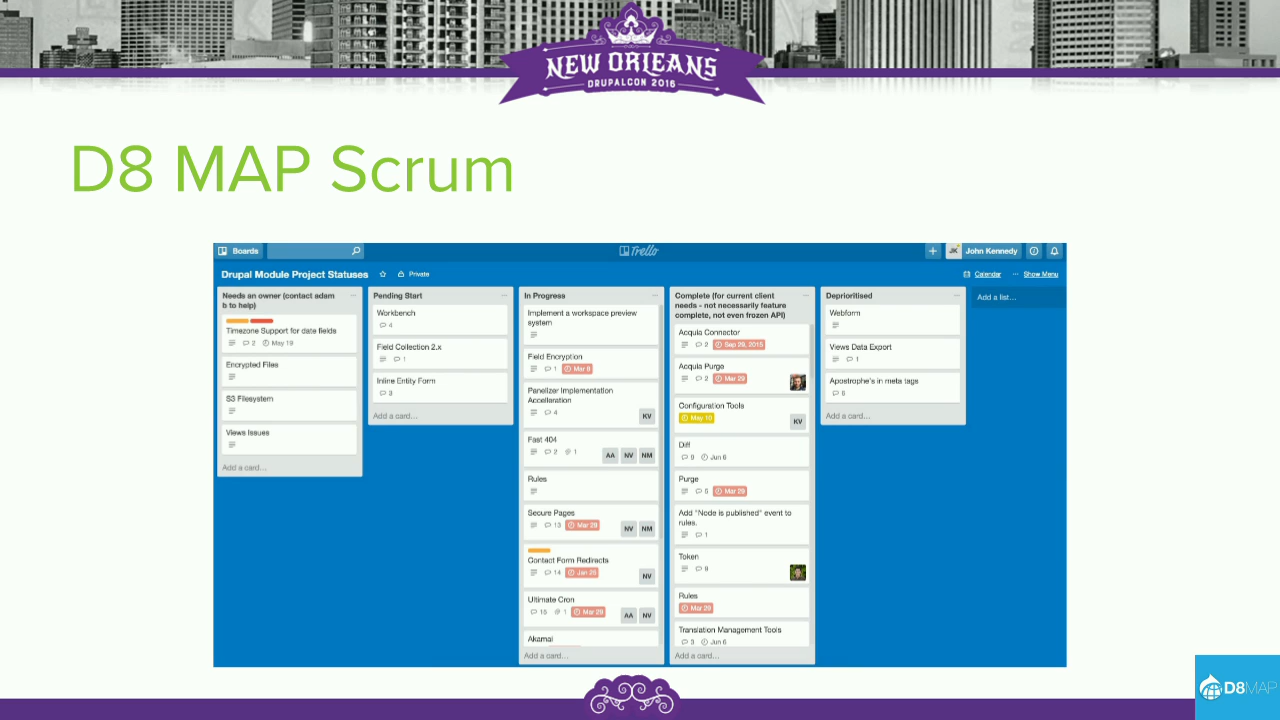 NEW ORLEANS
DRUPALCON 2016
D8 MAP Scrum
Boards
Trello
JK
John Kennedy
Drupal Module Project Statuses
Private
Calendar
Show Menu
Needs an owner (contact adam
b to help)
Timezone Support for date fields
2 May 19
Encrypted Files
S3 Filesystem
Views Issues
Add a card...
Pending Start
Workbench
4
Field Collection 2.x
1
Inline Entity Form
3
Add a card...
In Progress
Implement a workspace preview
system
Field Encryption
1 Mar 8
Panelizer Implementation
Accelleration
4
KV
Fast 404
2 1
AA NV NM
Rules
Secure Pages
13 Mar 29
NV NM
Contact Form Redirects
14 Jan 25
NV
Ultimate Cron
15 1 Mar 29
AA NV
Akamai
Add a card...
Complete (for current client
needs - not necessarily feature
complete, not even frozen API)
Acquia Connector
2 Sep 29, 2015
Acquia Purge
2 Mar 29
Configuration Tools
May 10
KV
Diff
9 Jun 6
Purge
5 Mar 29
Add "Node is published" event to
rules.
1
Token
8
Rules
Mar 29
Translation Management Tools
3 Jun 6
Add a card...
Deprioritised
Webform
Views Data Export
1
Apostrophe's in meta tags
6
Add a card...
Add a list...
D8MAP